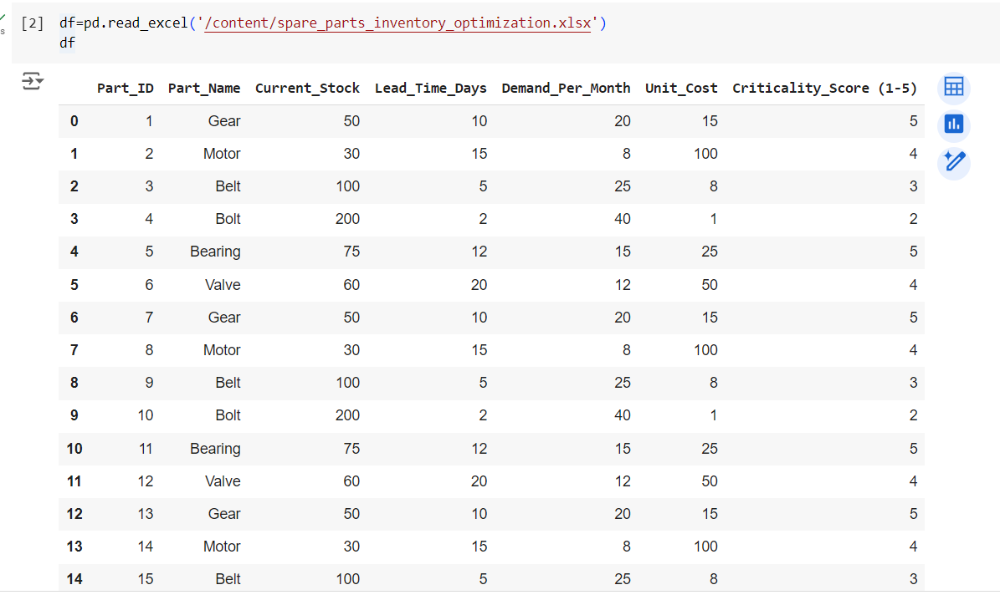 [2] df=pd.read_excel('/content/spare_parts_inventory_optimization.xlsx')
df
s
Part_ID Part_Name Current_Stock Lead_Time_Days Demand_Per_Month Unit_Cost Criticality_Score (1-5)
0 1 Gear 50 10 20 15 5
1 2 Motor 30 15 8 100 4
2 3 Belt 100 5 25 8 3
3 4 Bolt 200 2 40 1 2
4 5 Bearing 75 12 15 25 5
5 6 Valve 60 20 12 50 4
6 7 Gear 50 10 20 15 5
7 8 Motor 30 15 8 100 4
8 9 Belt 100 5 25 8 3
9 10 Bolt 200 2 40 1 2
10 11 Bearing 75 12 15 25 5
11 12 Valve 60 20 12 50 4
12 13 Gear 50 10 20 15 5
13 14 Motor 30 15 8 100 4
14 15 Belt 100 5 25 8 3